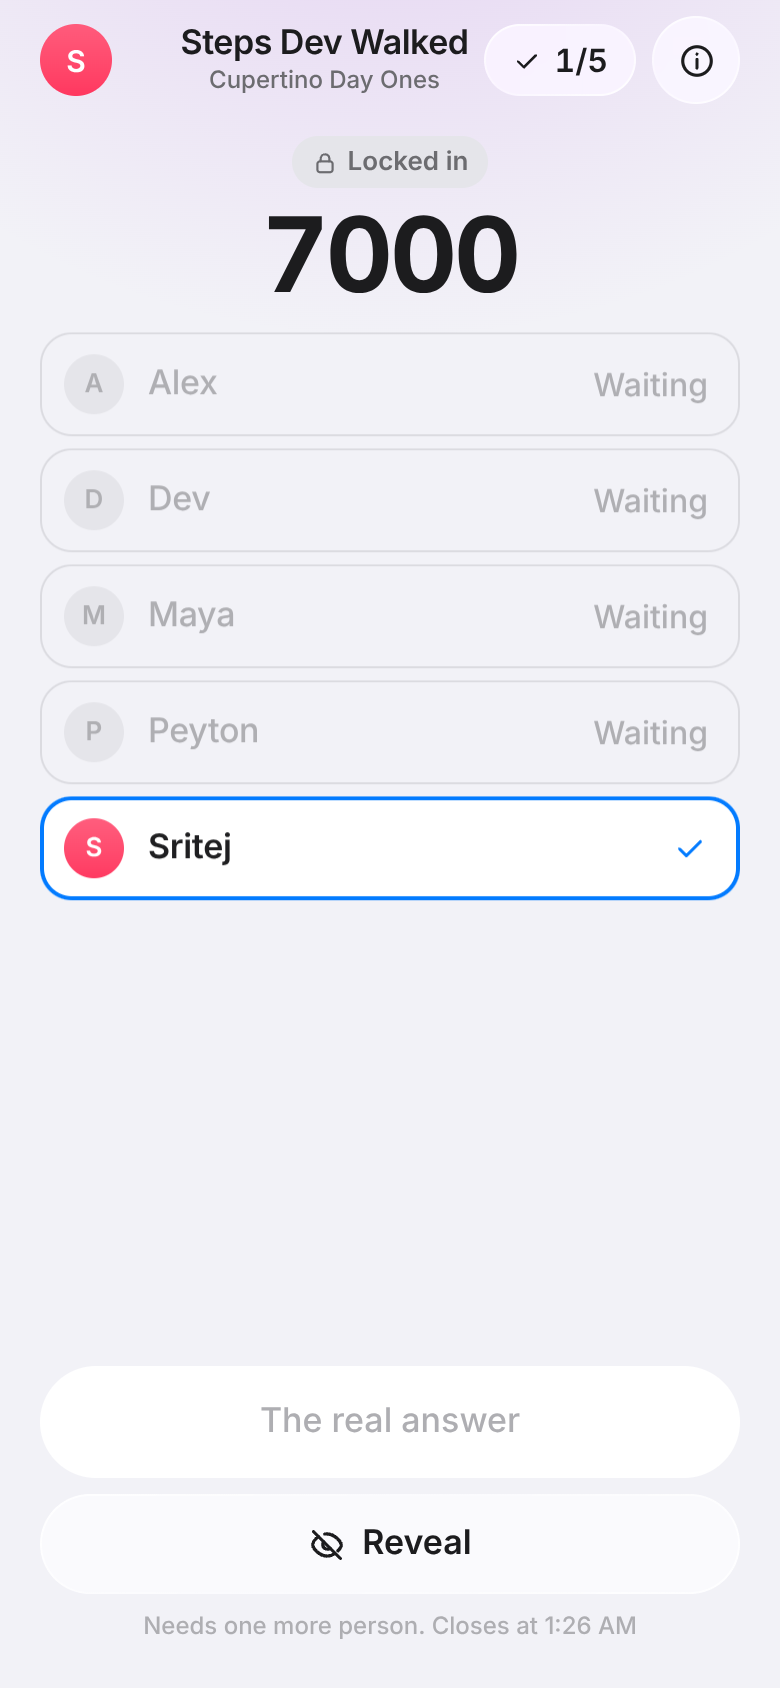 S
Steps Dev Walked
Cupertino Day Ones
1/5
Locked in
7000
A Alex Waiting
D Dev Waiting
M Maya Waiting
P Peyton Waiting
S Sritej
The real answer
Reveal
Needs one more person. Closes at 1:26 AM